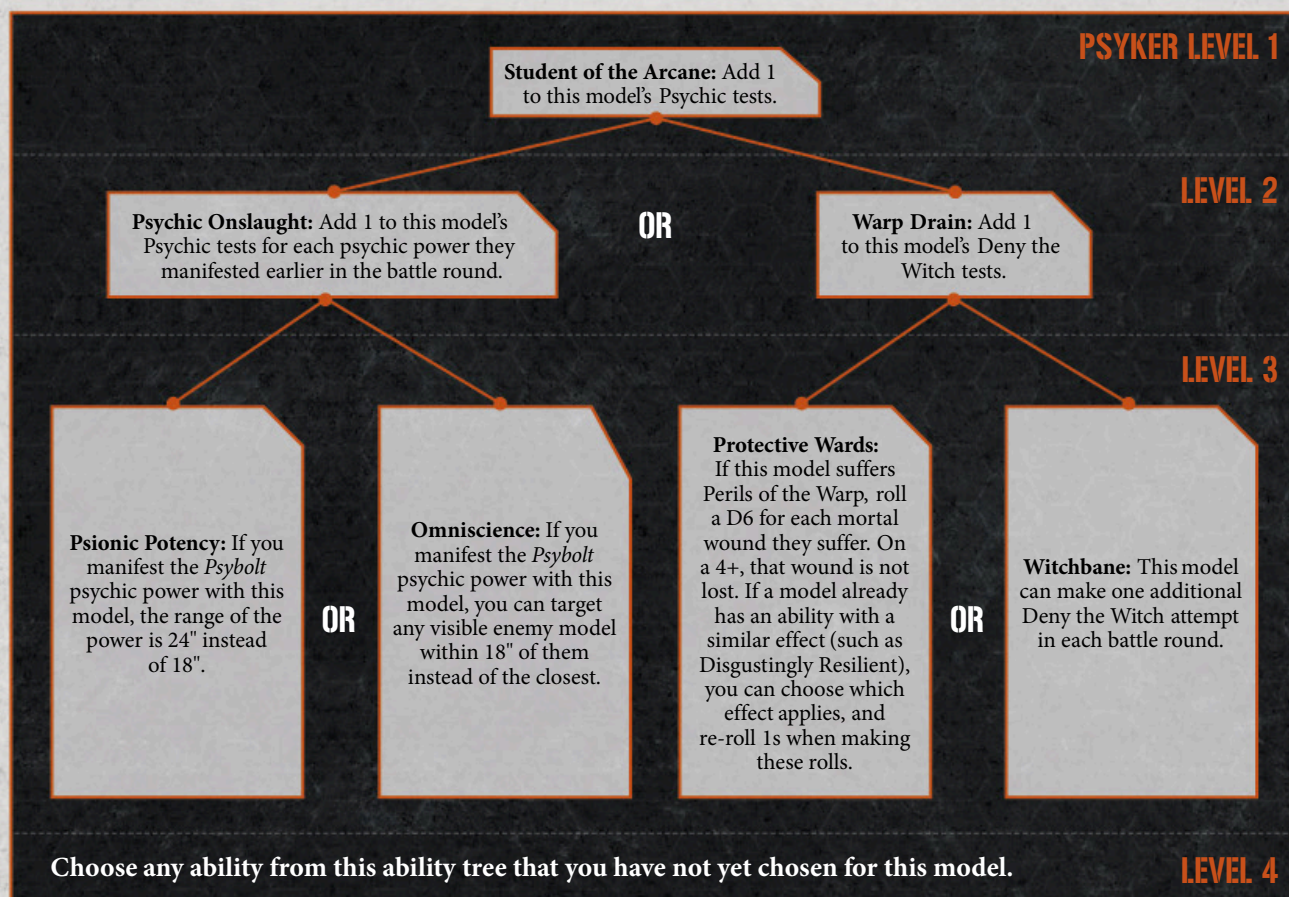 PSYKER LEVEL 1
Student of the Arcane: Add 1
to this model's Psychic tests.
LEVEL 2
Psychic Onslaught: Add 1 to this model's
Psychic tests for each psychic power they
manifested earlier in the battle round.
OR
Warp Drain: Add 1
to this model's Deny the
Witch tests.
LEVEL 3
Psionic Potency: If you
manifest the Psybolt
psychic power with this
model, the range of the
power is 24" instead
of 18".
OR
Omniscience: If you
manifest the Psybolt
psychic power with this
model, you can target
any visible enemy model
within 18" of them
instead of the closest.
Protective Wards:
If this model suffers
Perils of the Warp, roll
a D6 for each mortal
wound they suffer. On
a 4+, that wound is not
lost. If a model already
has an ability with a
similar effect (such as
Disgustingly Resilient),
you can choose which
effect applies, and
re-roll 1s when making
these rolls.
OR
Witchbane: This model
can make one additional
Deny the Witch attempt
in each battle round.
Choose any ability from this ability tree that you have not yet chosen for this model.
LEVEL 4